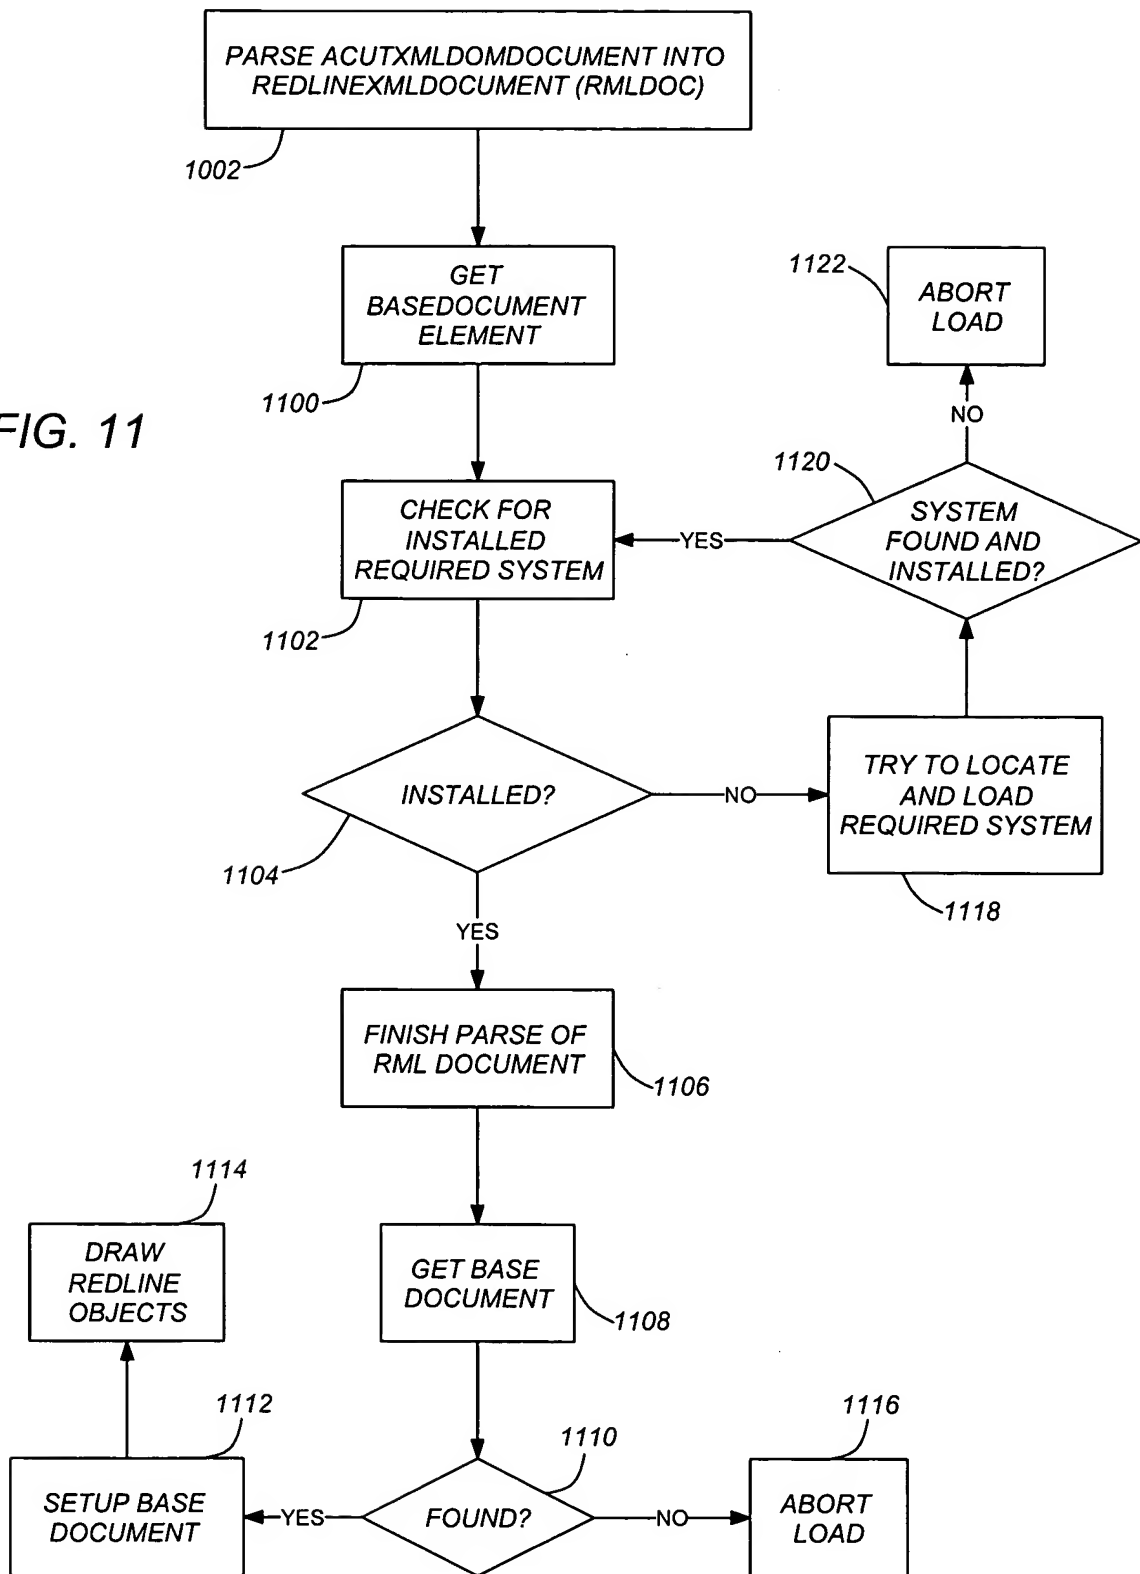 PARSE ACUTXMLDOMDOCUMENT INTO
REDLINEXMLDOCUMENT (RMLDOC)
1002
GET
BASEDOCUMENT
ELEMENT
1100
1122
ABORT
LOAD
NO
FIG. 11
1120
CHECK FOR
INSTALLED
REQUIRED SYSTEM
1102
YES
SYSTEM
FOUND AND
INSTALLED?
INSTALLED?
1104
NO
TRY TO LOCATE
AND LOAD
REQUIRED SYSTEM
1118
YES
FINISH PARSE OF
RML DOCUMENT
1106
1114
DRAW
REDLINE
OBJECTS
GET BASE
DOCUMENT
1108
1112
1110
1116
SETUP BASE
DOCUMENT
YES
FOUND?
NO
ABORT
LOAD